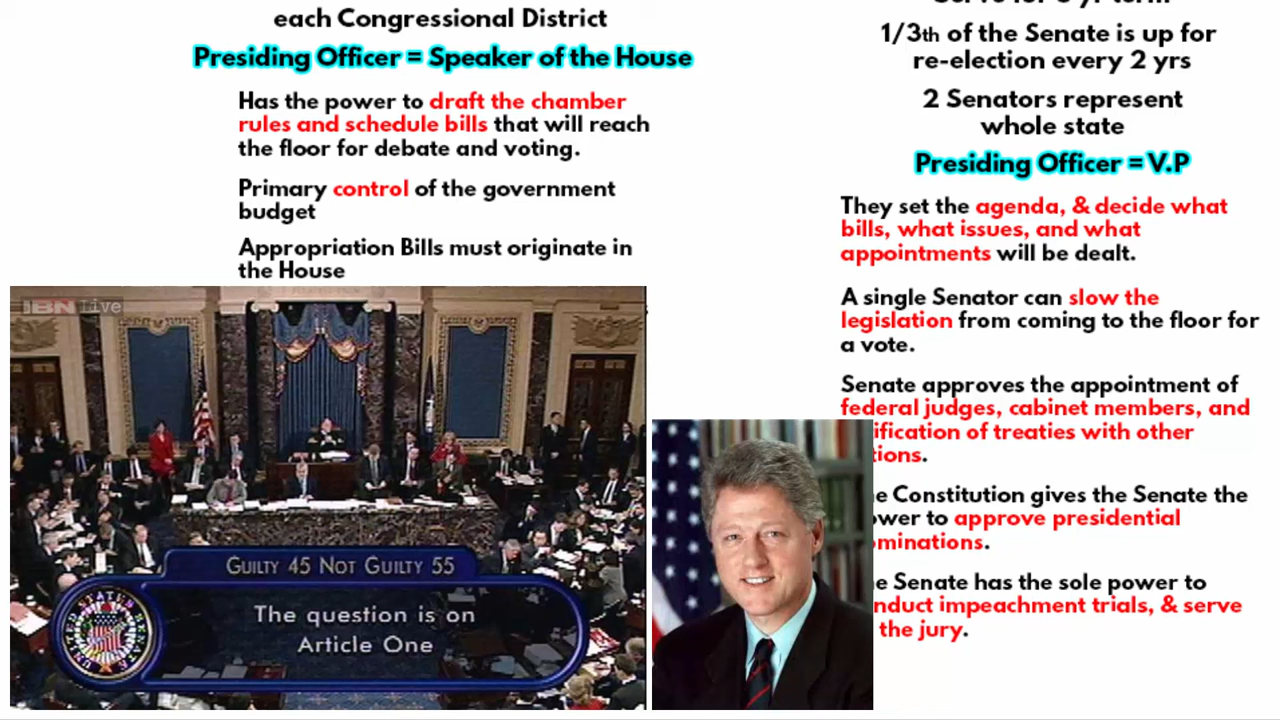 each Congressional District
Presiding Officer = Speaker of the House
Has the power to draft the chamber
rules and schedule bills that will reach
the floor for debate and voting.
Primary control of the government
budget
Appropriation Bills must originate in
the House
IBN live
GUILTY 45 NOT GUILTY 55
The question is on
Article One
1/3th of the Senate is up for
re-election every 2 yrs
2 Senators represent
whole state
Presiding Officer = V.P
They set the agenda, & decide what
bills, what issues, and what
appointments will be dealt.
A single Senator can slow the
legislation from coming to the floor for
a vote.
Senate approves the appointment of
federal judges, cabinet members, and
ification of treaties with other
tions.
e Constitution gives the Senate the
ower to approve presidential
ominations.
e Senate has the sole power to
nduct impeachment trials, & serve
the jury.